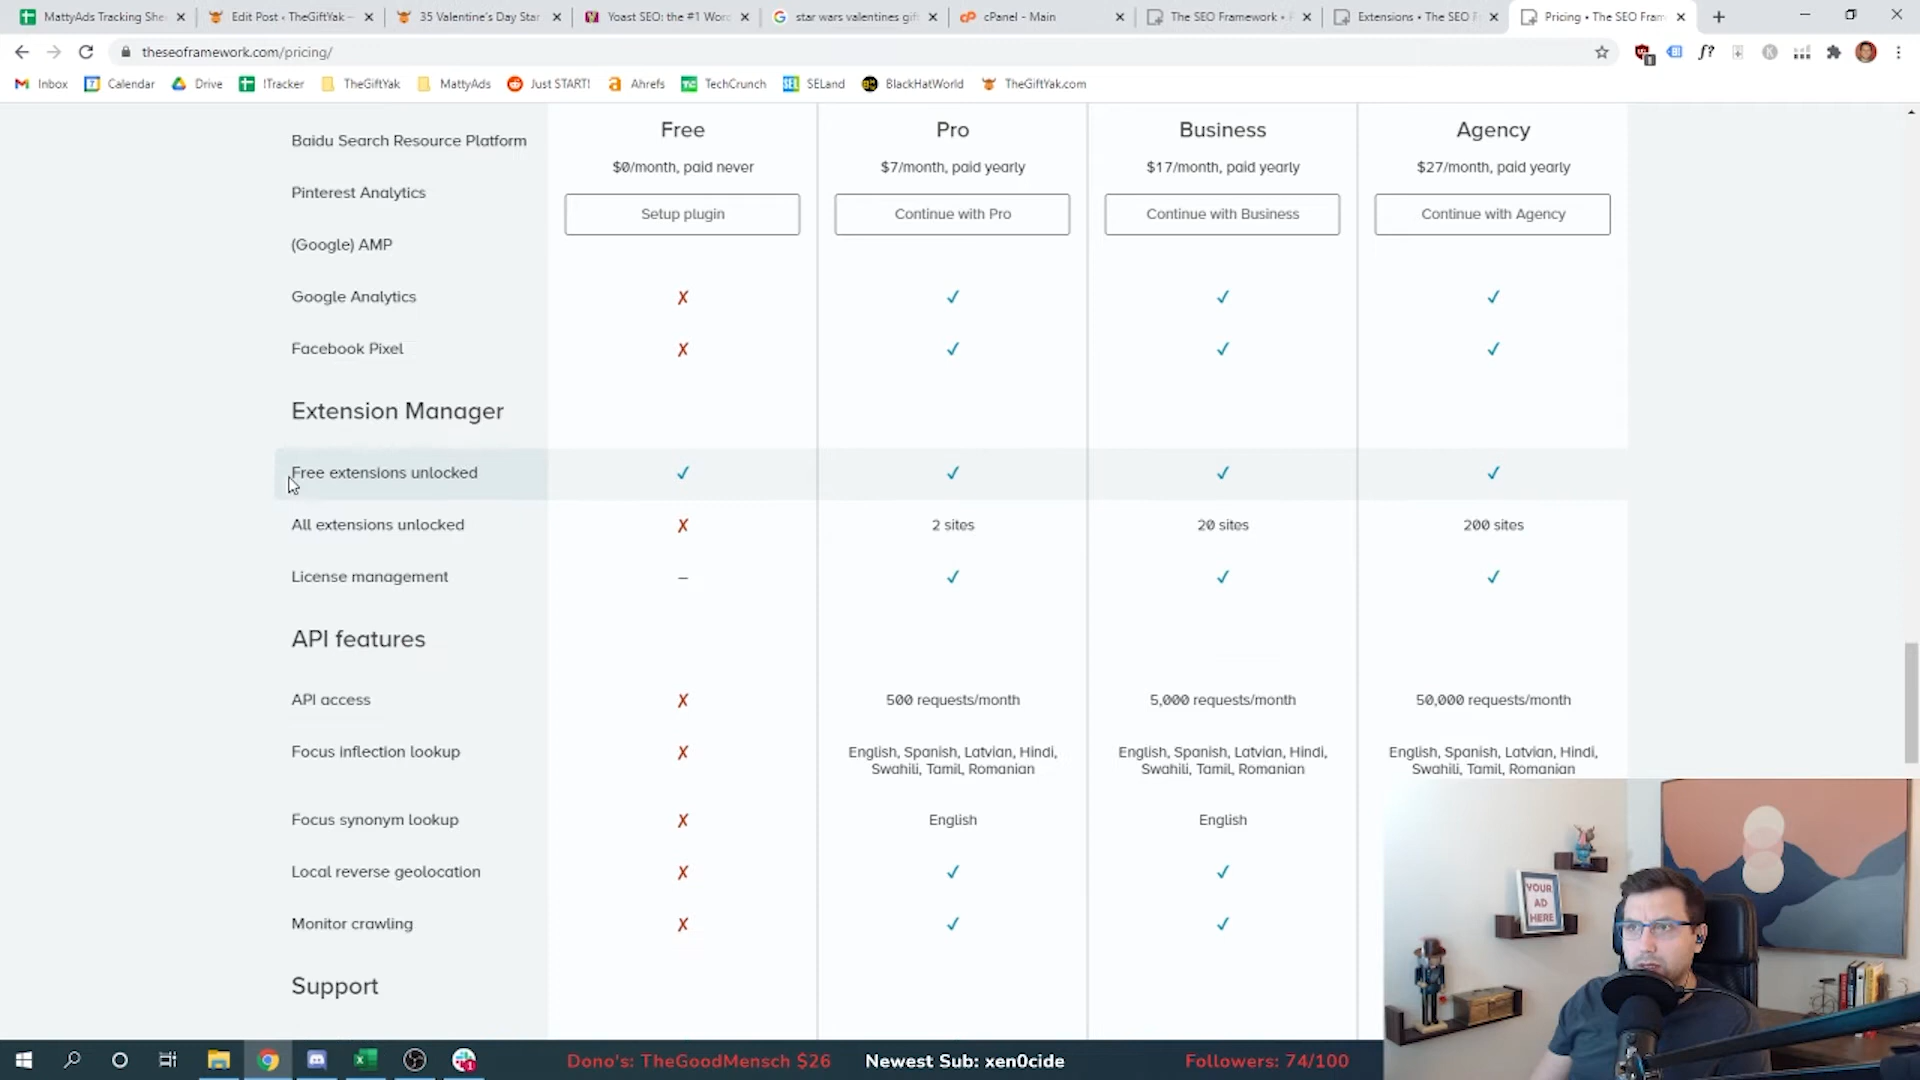 MattyAds Tracking She
Edit Post ‹ TheGiftYak —
35 Valentine's Day Star
Yoast SEO: the #1 Word
star wars valentines gif
cPanel - Main
The SEO Framework •
Extensions • The SEO F
Pricing • The SEO Fram
theseoframework.com/pricing/
Inbox
Calendar
Drive
!Tracker
TheGiftYak
MattyAds
Just START!
Ahrefs
TechCrunch
SELand
BlackHatWorld
TheGiftYak.com
Free
Pro
Business
Agency
Baidu Search Resource Platform
$0/month, paid never
$7/month, paid yearly
$17/month, paid yearly
$27/month, paid yearly
Pinterest Analytics
Setup plugin
Continue with Pro
Continue with Business
Continue with Agency
(Google) AMP
Google Analytics ✗ ✓ ✓ ✓
Facebook Pixel ✗ ✓ ✓ ✓
Extension Manager
Free extensions unlocked ✓ ✓ ✓ ✓
All extensions unlocked ✗ 2 sites 20 sites 200 sites
License management – ✓ ✓ ✓
API features
API access ✗ 500 requests/month 5,000 requests/month 50,000 requests/month
Focus inflection lookup ✗
English, Spanish, Latvian, Hindi,
Swahili, Tamil, Romanian
English, Spanish, Latvian, Hindi,
Swahili, Tamil, Romanian
English, Spanish, Latvian, Hindi,
Swahili, Tamil, Romanian
Focus synonym lookup ✗ English English
Local reverse geolocation ✗ ✓ ✓
Monitor crawling ✗ ✓ ✓
Support
YOUR
AD
HERE
Dono's: TheGoodMensch $26
Newest Sub: xen0cide
Followers: 74/100